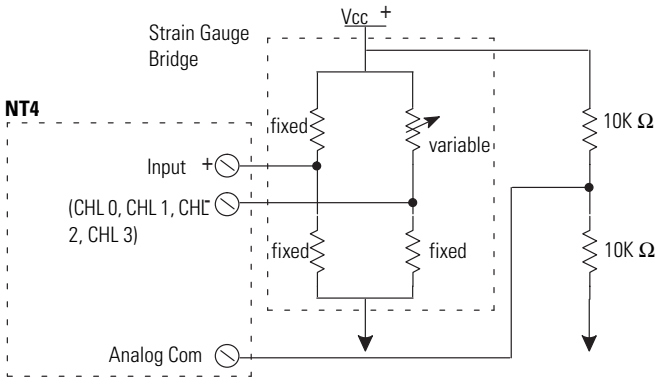 Vcc +
Strain Gauge
Bridge
NT4
fixed
variable
10K Ω
Input +
-
(CHL 0, CHL 1, CHL
2, CHL 3)
fixed
fixed
10K Ω
Analog Com